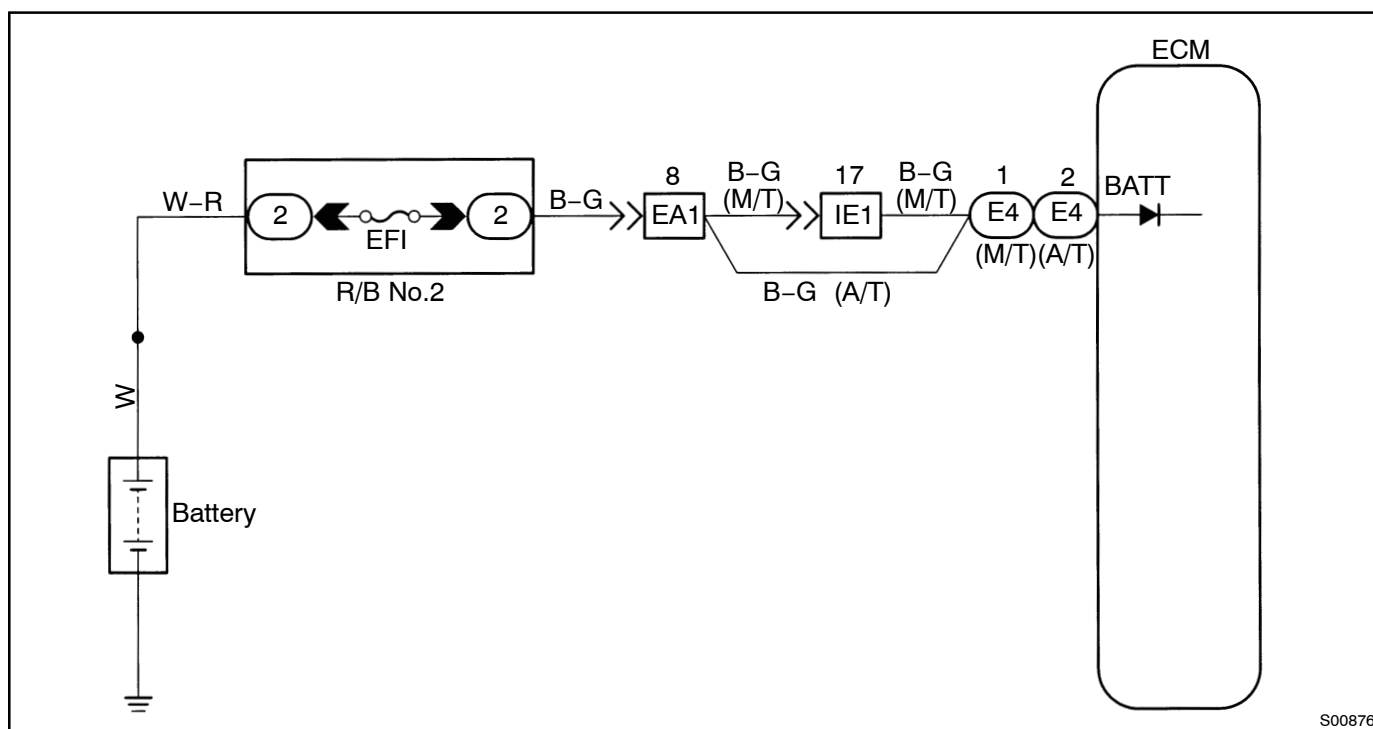 ECM
8
B–G
(M/T)
17
B–G
(M/T)
1
2
W–R
2
EFI
2
B–G
EA1
IE1
E4
E4
BATT
(M/T)
(A/T)
R/B No.2
B–G (A/T)
W
Battery
S00876